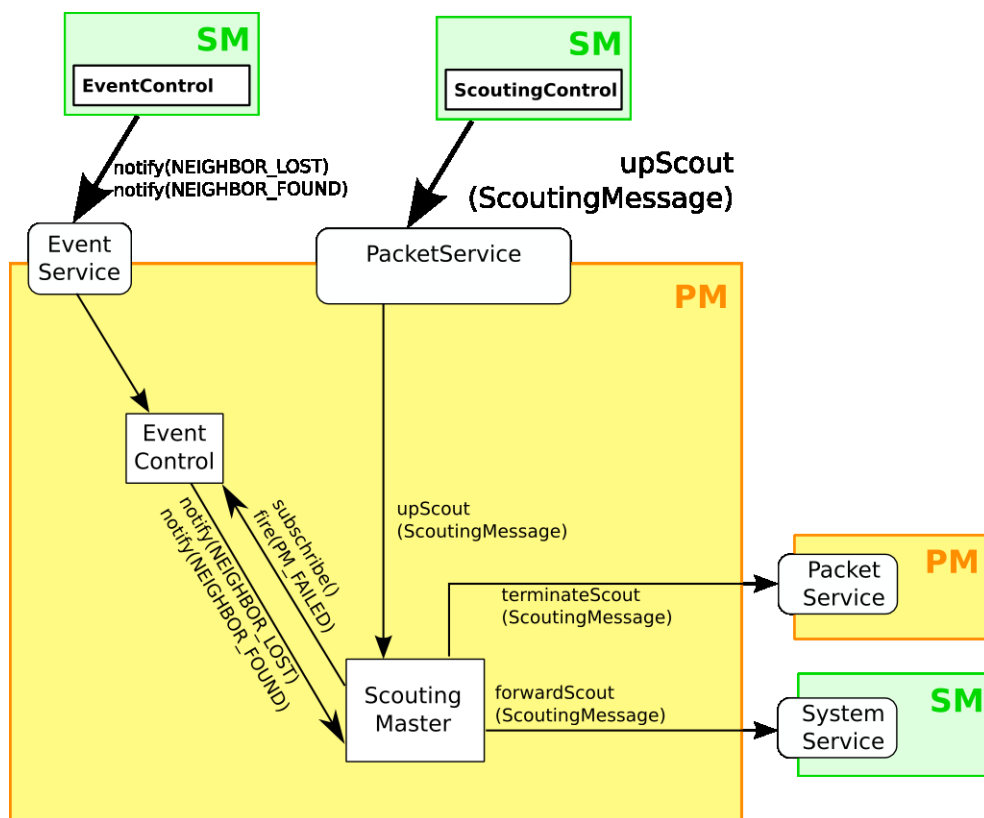 SM
EventControl
SM
ScoutingControl
notify(NEIGHBOR_LOST)
notify(NEIGHBOR_FOUND)
upScout
(ScoutingMessage)
Event
Service
PacketService
PM
Event
Control
subschribe()
fire(PM_FAILED)
notify(NEIGHBOR_LOST)
notify(NEIGHBOR_FOUND)
upScout
(ScoutingMessage)
terminateScout
(ScoutingMessage)
Packet
Service
PM
Scouting
Master
forwardScout
(ScoutingMessage)
System
Service
SM